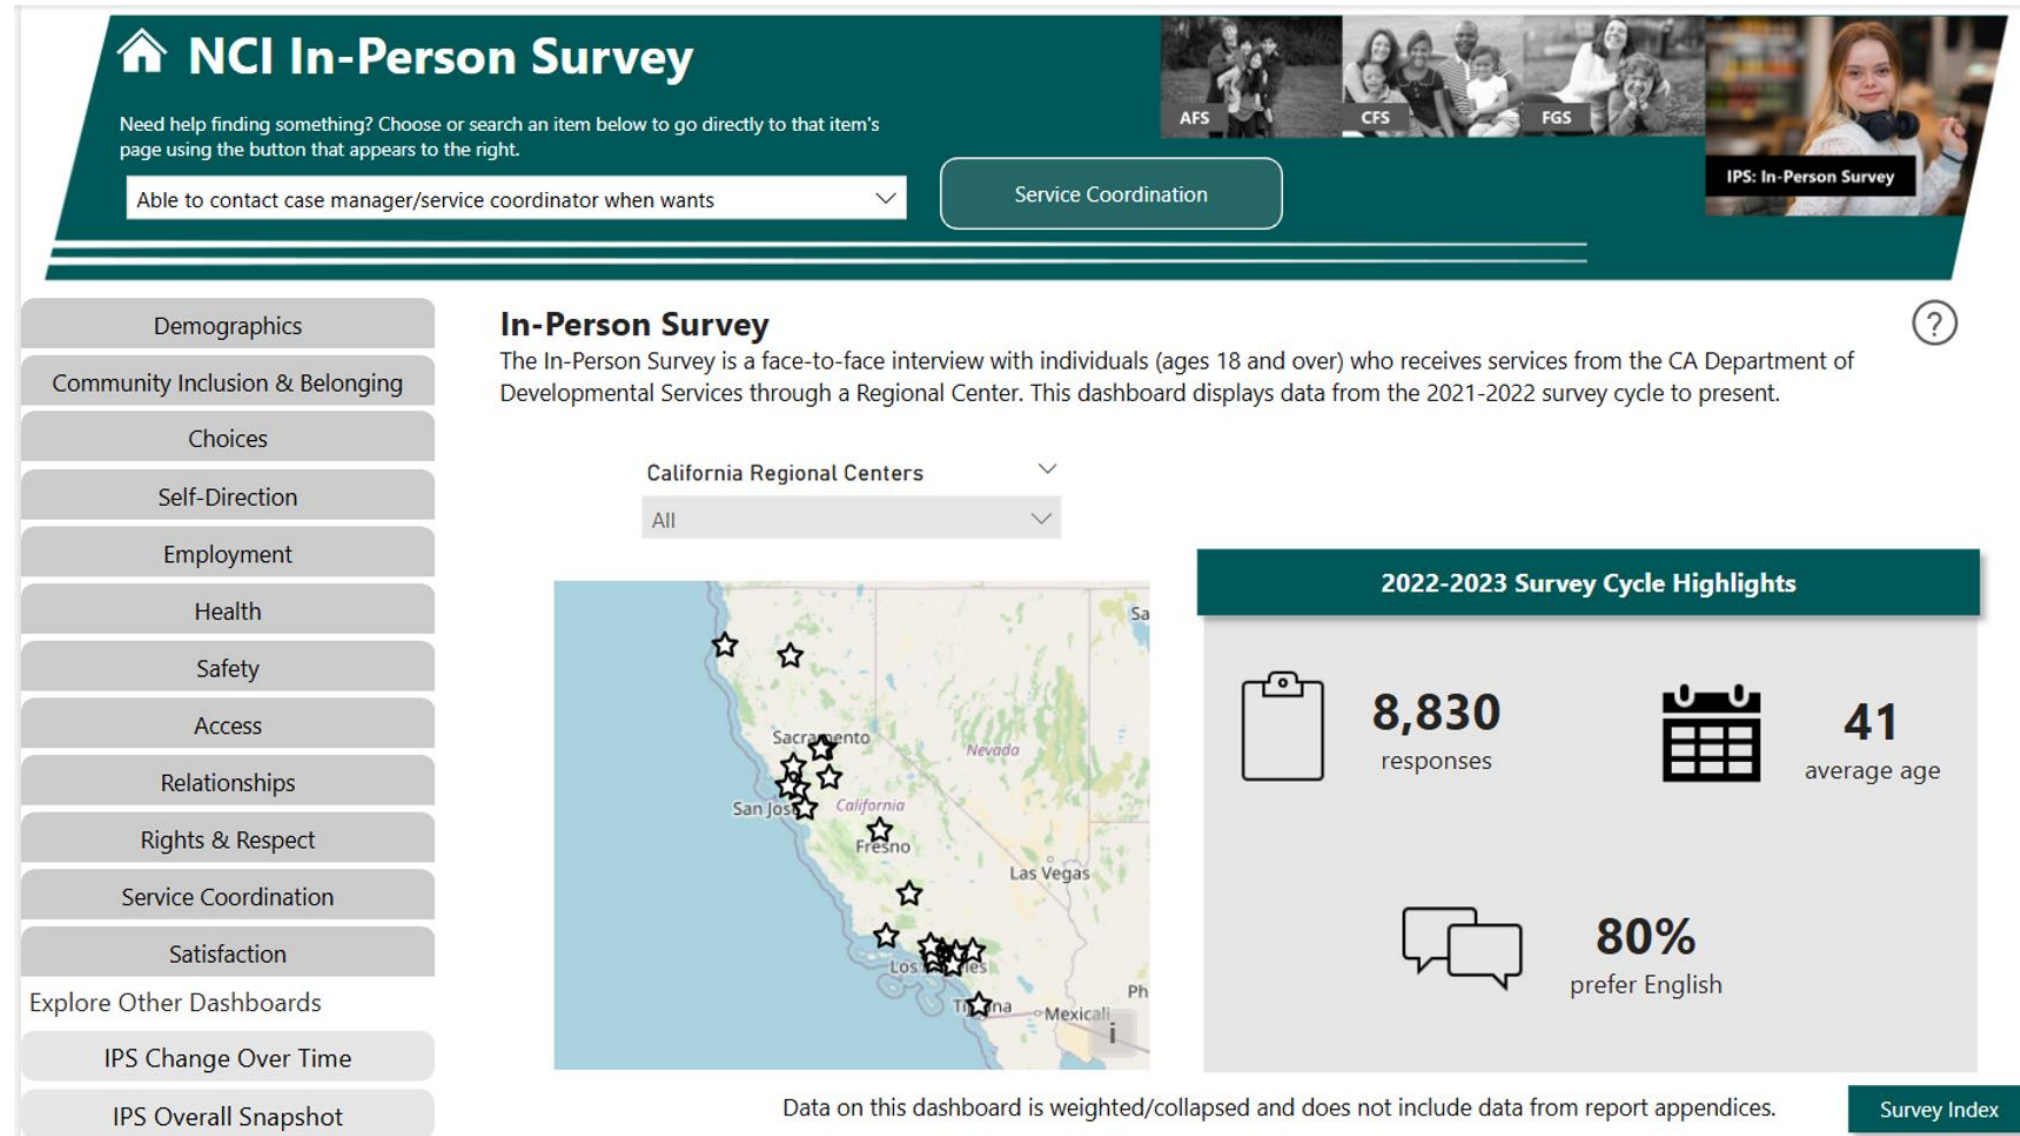 NCI In-Person Survey
Need help finding something? Choose or search an item below to go directly to that item's
page using the button that appears to the right.
Able to contact case manager/service coordinator when wants
Service Coordination
AFS
CFS
FGS
IPS: In-Person Survey
Demographics
Community Inclusion & Belonging
Choices
Self-Direction
Employment
Health
Safety
Access
Relationships
Rights & Respect
Service Coordination
Satisfaction
Explore Other Dashboards
IPS Change Over Time
IPS Overall Snapshot
In-Person Survey
?
The In-Person Survey is a face-to-face interview with individuals (ages 18 and over) who receives services from the CA Department of
Developmental Services through a Regional Center. This dashboard displays data from the 2021-2022 survey cycle to present.
California Regional Centers
All
Sa
Sacramento
Nevada
San Jos
California
Fresno
Las Vegas
Los
les
Ph
Mexicali
i
2022-2023 Survey Cycle Highlights
8,830
responses
41
average age
80%
prefer English
Data on this dashboard is weighted/collapsed and does not include data from report appendices.
Survey Index